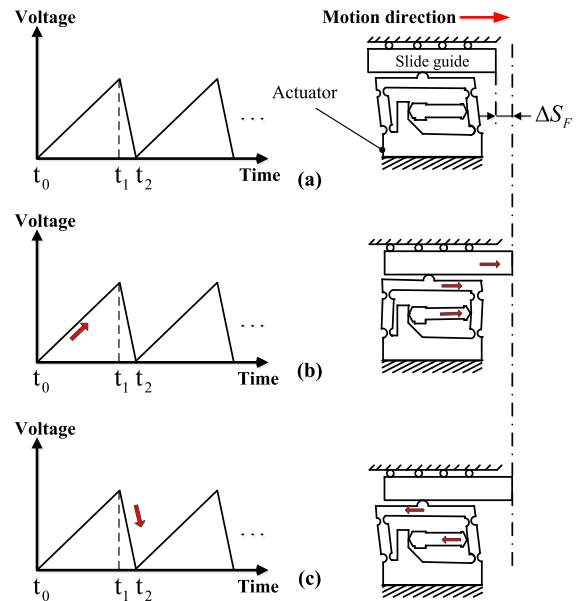 Voltage
t0
t1
t2
Time
...
(a)
Motion direction
Slide guide
Actuator
ΔSF
Voltage
t0
t1
t2
Time
...
(b)
Voltage
t0
t1
t2
Time
...
(c)